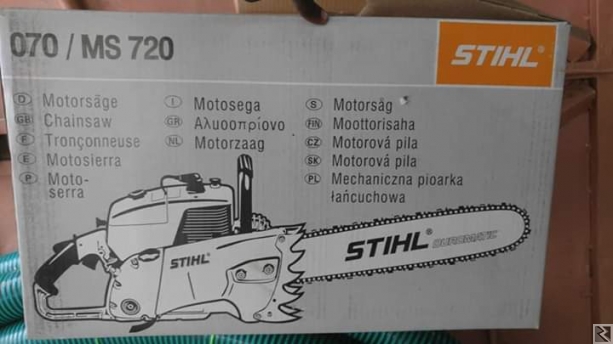 070 / MS 720
STIHL®
D Motorsäge
GB Chainsaw
F Tronçonneuse
E Motosierra
P Moto-
serra
I Motosega
GR Αλυσοπρίονο
NL Motorzaag
S Motorsåg
FIN Moottorisaha
CZ Motorová pila
SK Motorová pila
PL Mechaniczna pioarka
łańcuchowa
STIHL
STIHL®
DUROMATIC